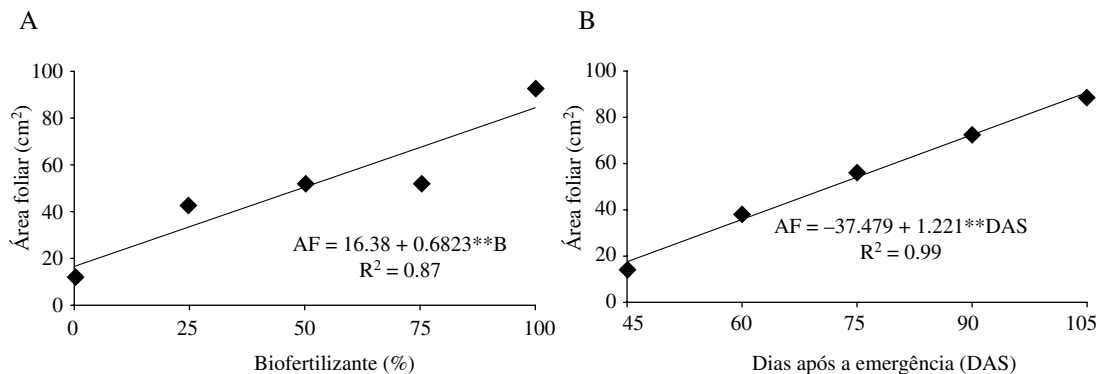 A
Área foliar (cm²)
100
80
60
40
20
0
AF = 16.38 + 0.6823**B
R² = 0.87
0 25 50 75 100
Biofertilizante (%)
B
Área foliar (cm²)
100
80
60
40
20
0
AF = –37.479 + 1.221**DAS
R² = 0.99
45 60 75 90 105
Dias após a emergência (DAS)